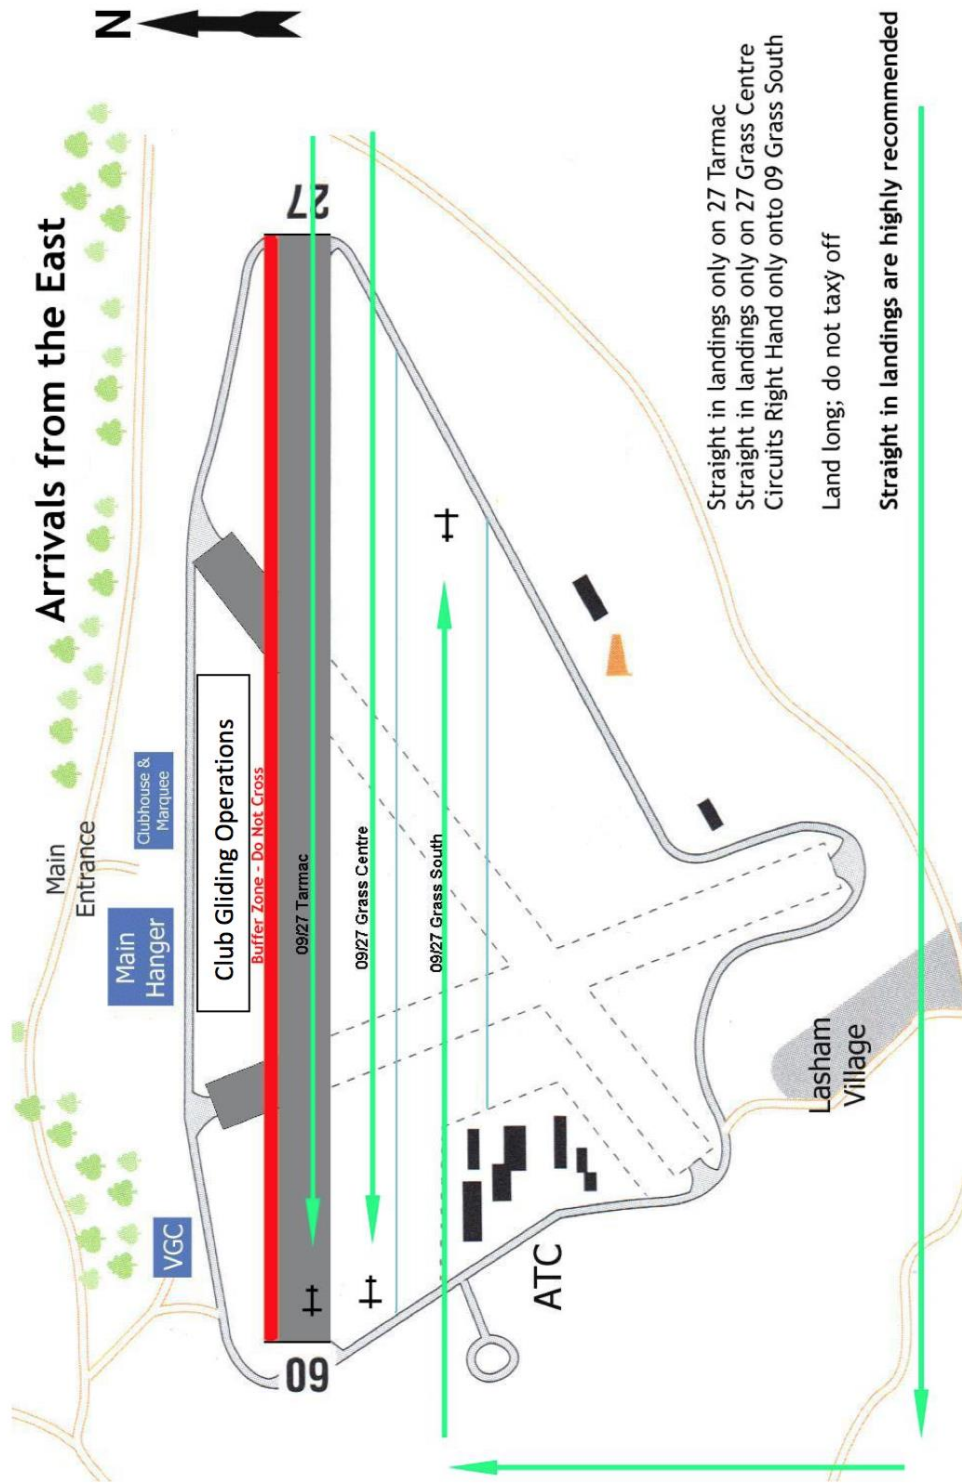 Arrivals from the East
N
Main
Entrance
Main
Hanger
Clubhouse &
Marquee
VGC
Club Gliding Operations
Buffer Zone - Do Not Cross
09/27 Tarmac
09/27 Grass Centre
09/27 Grass South
09
27
ATC
Lasham
Village
Straight in landings only on 27 Tarmac
Straight in landings only on 27 Grass Centre
Circuits Right Hand only onto 09 Grass South
Land long; do not taxy off
Straight in landings are highly recommended